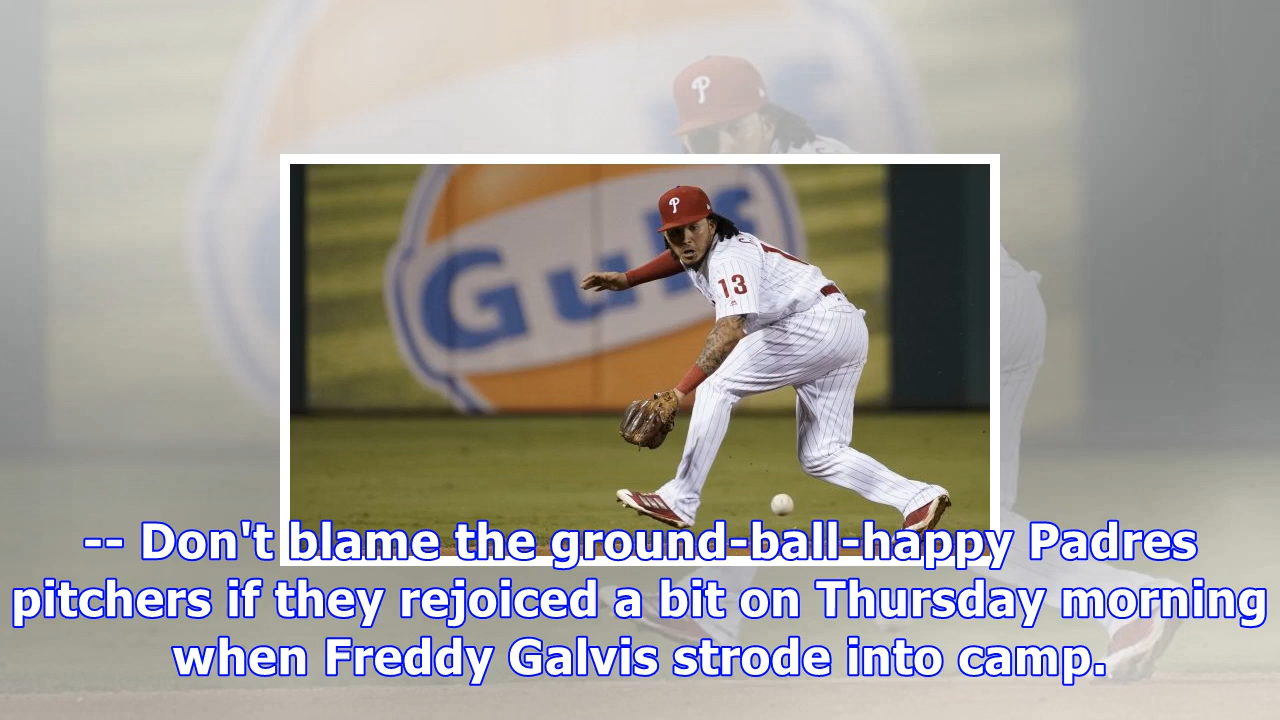 P
P
Gulf
13
-- Don't blame the ground-ball-happy Padres
pitchers if they rejoiced a bit on Thursday morning
when Freddy Galvis strode into camp.